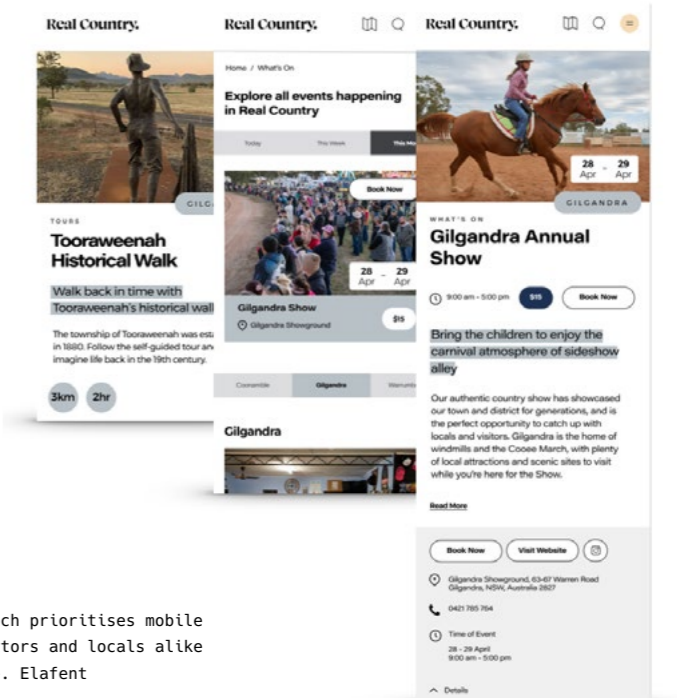 Real Country.
TOURS
Tooraweenah
Historical Walk
Walk back in time with
Tooraweenah's historical wal
The township of Tooraweenah was est
in 1880. Follow the self-guided tour an
imagine life back in the 19th century.
3km
2hr
Real Country.
Home / What's On
Explore all events happening
in Real Country
Today
This Week
This Mo
Book Now
28 - 29
Apr Apr
Gilgandra Show
Gilgandra Showground
$15
Coonamble
Gilgandra
Warrumb
Gilgandra
Real Country.
28 - 29
Apr Apr
GILGANDRA
WHAT'S ON
Gilgandra Annual
Show
9:00 am - 5:00 pm
$15
Book Now
Bring the children to enjoy the
carnival atmosphere of sideshow
alley
Our authentic country show has showcased
our town and district for generations, and is
the perfect opportunity to catch up with
locals and visitors. Gilgandra is the home of
windmills and the Cooee March, with plenty
of local attractions and scenic sites to visit
while you're here for the Show.
Read More
Book Now
Visit Website
Gilgandra Showground, 63-67 Warren Road
Gilgandra, NSW, Australia 2827
0421 785 764
Time of Event
28 - 29 April
9:00 am - 5:00 pm
Details
ch prioritises mobile
tors and locals alike
. Elafent